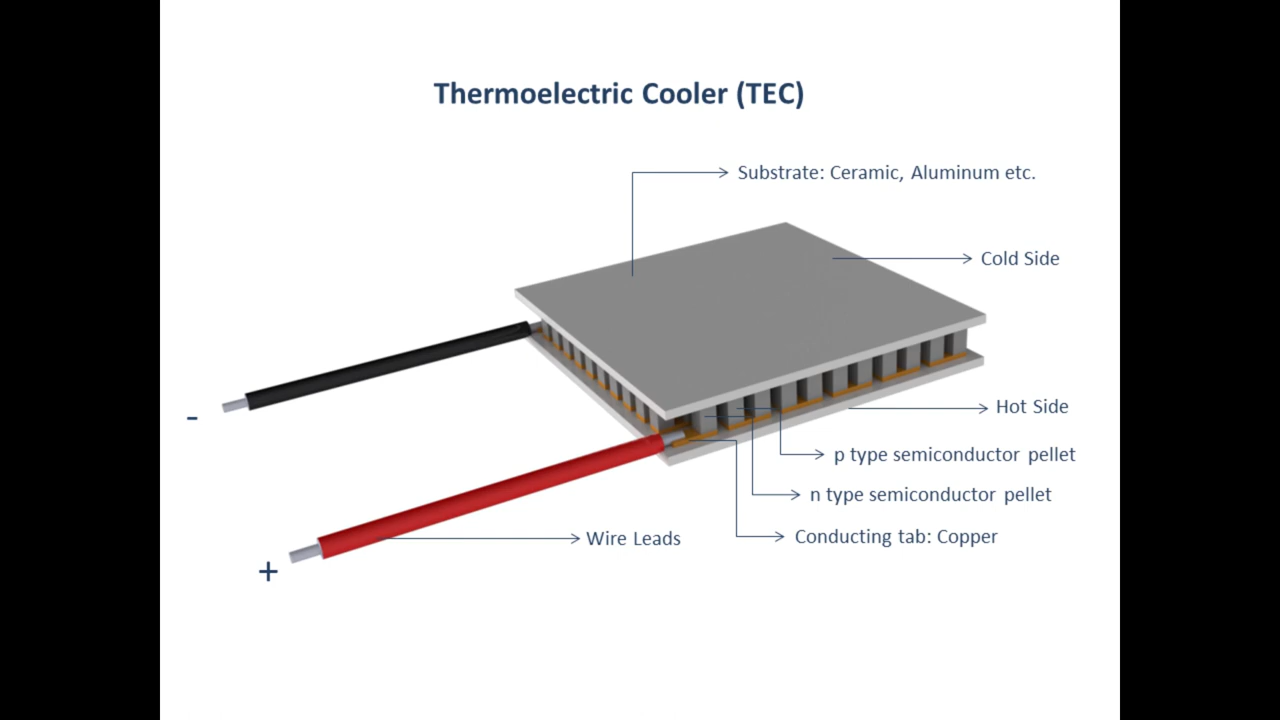 Thermoelectric Cooler (TEC)
Substrate: Ceramic, Aluminum etc.
Cold Side
Hot Side
-
p type semiconductor pellet
n type semiconductor pellet
Conducting tab: Copper
Wire Leads
+